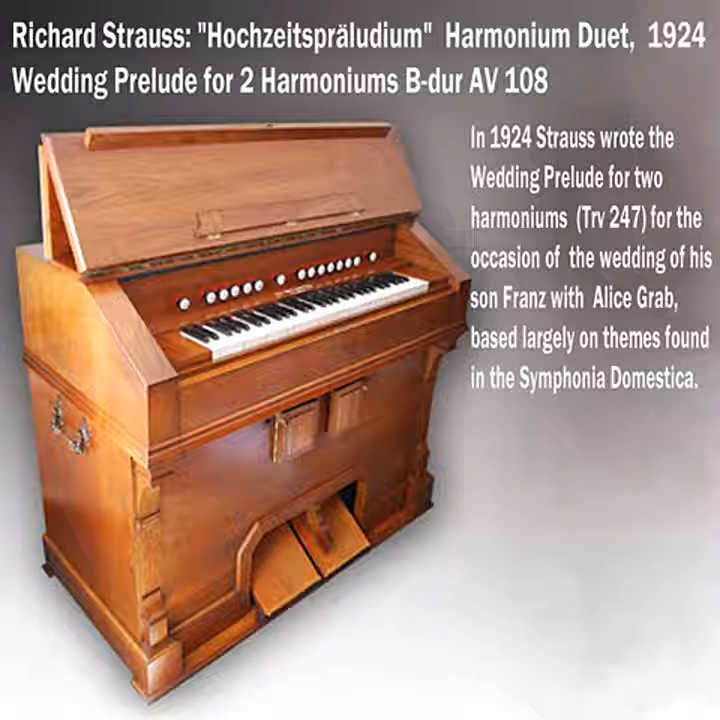 Richard Strauss: "Hochzeitspräludium" Harmonium Duet, 1924
Wedding Prelude for 2 Harmoniums B-dur AV 108
In 1924 Strauss wrote the
Wedding Prelude for two
harmoniums (Trv 247) for the
occasion of the wedding of his
son Franz with Alice Grab,
based largely on themes found
in the Symphonia Domestica.